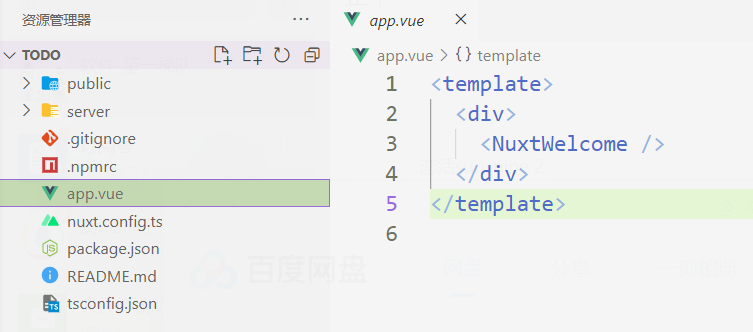 资源管理器
TODO
public
server
.gitignore
.npmrc
app.vue
nuxt.config.ts
package.json
README.md
tsconfig.json
百度网盘
app.vue
app.vue > {} template
1 <template>
2 <div>
3 <NuxtWelcome />
4 </div>
5 </template>
6